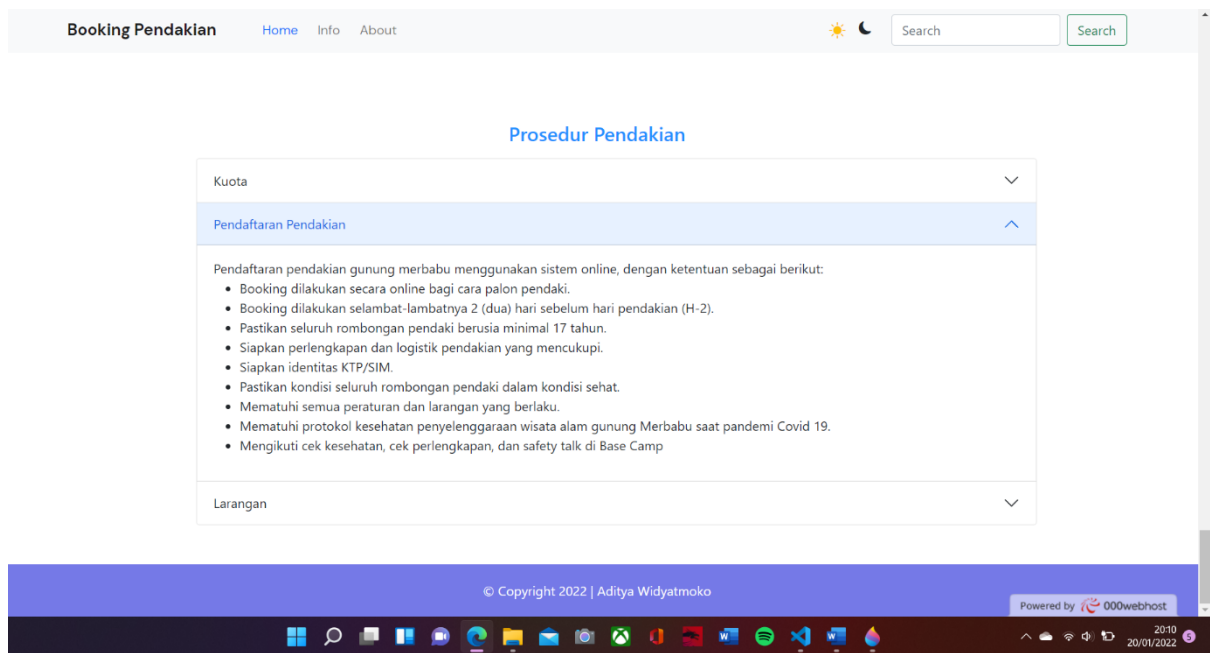 Booking Pendakian Home Info About Search Search
Prosedur Pendakian
Kuota
Pendaftaran Pendakian
Pendaftaran pendakian gunung merbabu menggunakan sistem online, dengan ketentuan sebagai berikut:
• Booking dilakukan secara online bagi cara palon pendaki.
• Booking dilakukan selambat-lambatnya 2 (dua) hari sebelum hari pendakian (H-2).
• Pastikan seluruh rombongan pendaki berusia minimal 17 tahun.
• Siapkan perlengkapan dan logistik pendakian yang mencukupi.
• Siapkan identitas KTP/SIM.
• Pastikan kondisi seluruh rombongan pendaki dalam kondisi sehat.
• Mematuhi semua peraturan dan larangan yang berlaku.
• Mematuhi protokol kesehatan penyelenggaraan wisata alam gunung Merbabu saat pandemi Covid 19.
• Mengikuti cek kesehatan, cek perlengkapan, dan safety talk di Base Camp
Larangan
© Copyright 2022 | Aditya Widyatmoko
Powered by 000webhost
20:10
20/01/2022 5